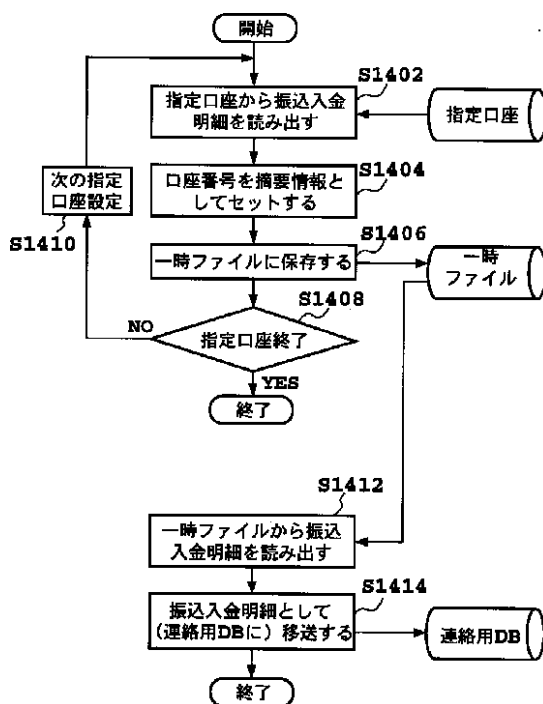 開始
S1402
指定口座から振込入金
明細を読み出す
指定口座
S1404
口座番号を摘要情報と
してセットする
次の指定
口座設定
S1410
S1406
一時ファイルに保存する
一時
ファイル
S1408
指定口座終了
NO
YES
終了
S1412
一時ファイルから振込
入金明細を読み出す
S1414
振込入金明細として
(連絡用DBに) 移送する
連絡用DB
終了